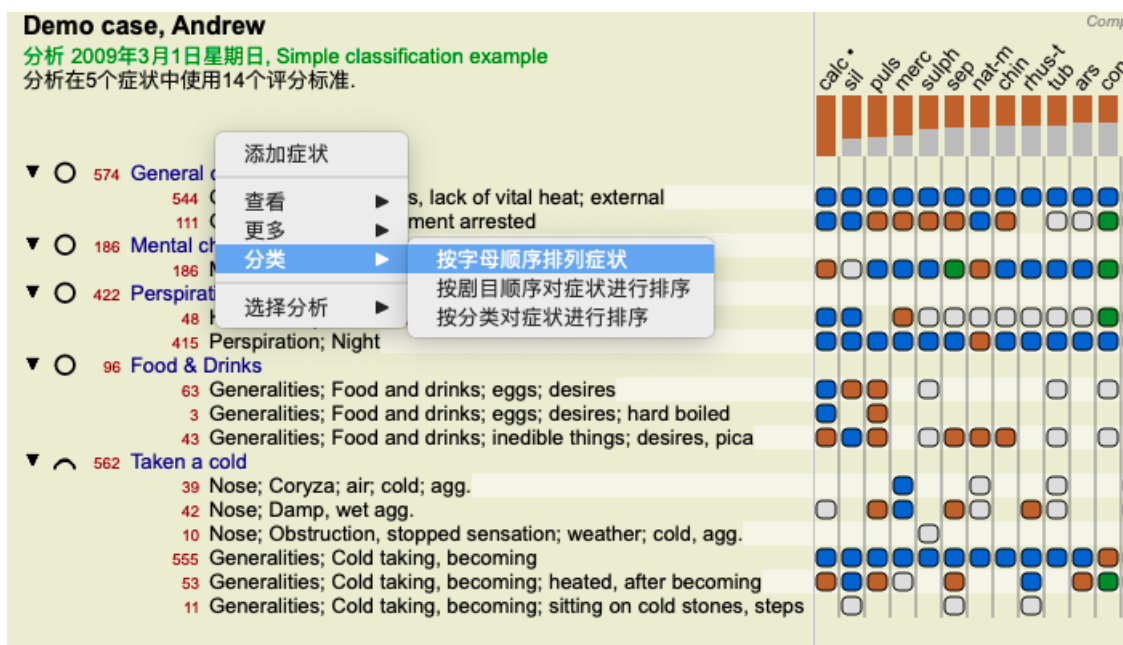 Demo case, Andrew
分析 2009年3月1日星期日, Simple classification example
分析在5个症状中使用14个评分标准.
Comp
calc • sil puls merc sulph sep nat-m chin rhus-t tub ars con
添加症状
574 General c
查看
544 s, lack of vital heat; external
更多
111 ment arrested
186 Mental ch
分类
按字母顺序排列症状
186
按剧目顺序对症状进行排序
422 Perspirati
选择分析
按分类对症状进行排序
48
415 Perspiration; Night
96 Food & Drinks
63 Generalities; Food and drinks; eggs; desires
3 Generalities; Food and drinks; eggs; desires; hard boiled
43 Generalities; Food and drinks; inedible things; desires, pica
562 Taken a cold
39 Nose; Coryza; air; cold; agg.
42 Nose; Damp, wet agg.
10 Nose; Obstruction, stopped sensation; weather; cold, agg.
555 Generalities; Cold taking, becoming
53 Generalities; Cold taking, becoming; heated, after becoming
11 Generalities; Cold taking, becoming; sitting on cold stones, steps